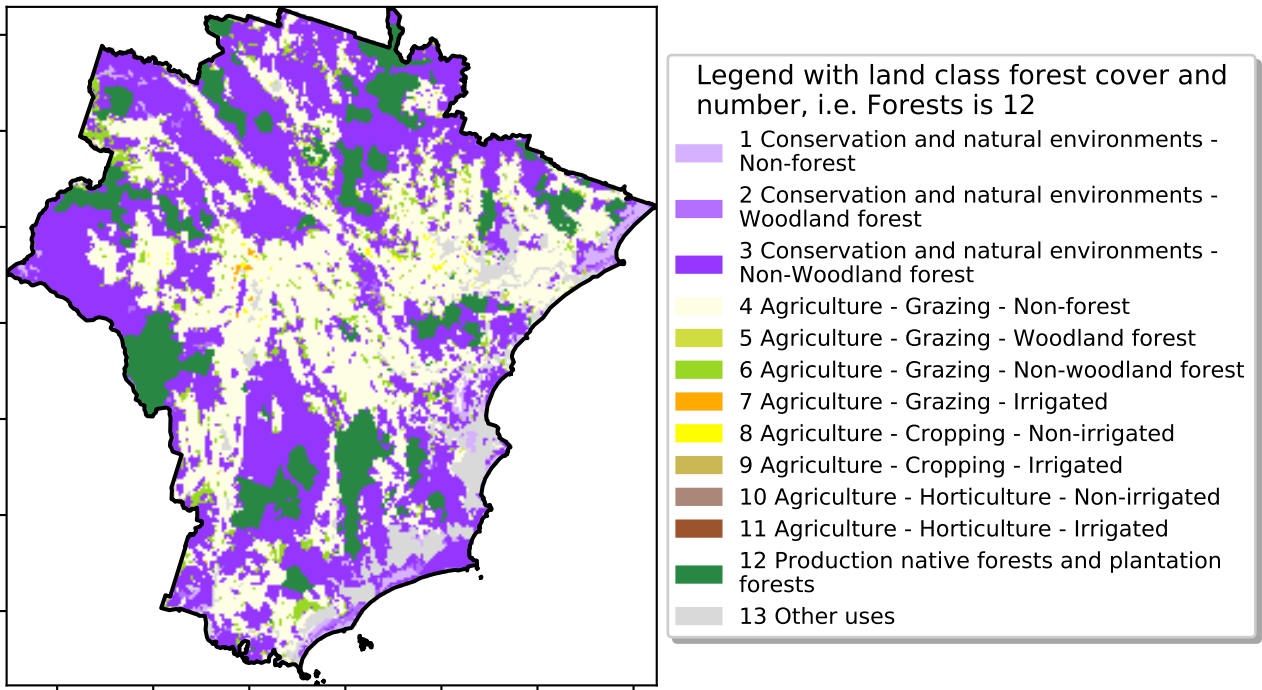 Legend with land class forest cover and
number, i.e. Forests is 12
1 Conservation and natural environments -
Non-forest
2 Conservation and natural environments -
Woodland forest
3 Conservation and natural environments -
Non-Woodland forest
4 Agriculture - Grazing - Non-forest
5 Agriculture - Grazing - Woodland forest
6 Agriculture - Grazing - Non-woodland forest
7 Agriculture - Grazing - Irrigated
8 Agriculture - Cropping - Non-irrigated
9 Agriculture - Cropping - Irrigated
10 Agriculture - Horticulture - Non-irrigated
11 Agriculture - Horticulture - Irrigated
12 Production native forests and plantation
forests
13 Other uses